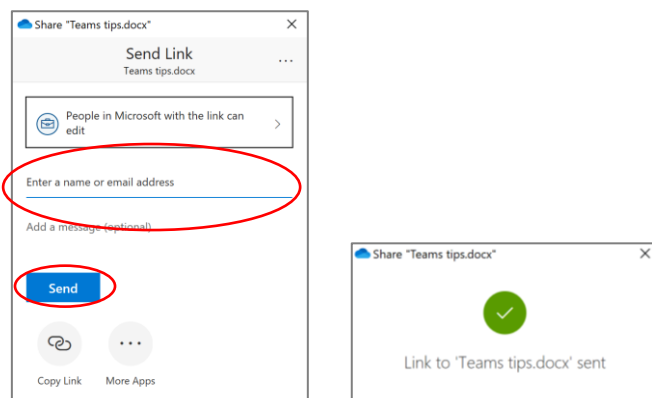 Share "Teams tips.docx"
Send Link
Teams tips.docx
People in Microsoft with the link can
edit
Enter a name or email address
Add a message (optional)
Send
Copy Link
More Apps
Share "Teams tips.docx"
Link to 'Teams tips.docx' sent